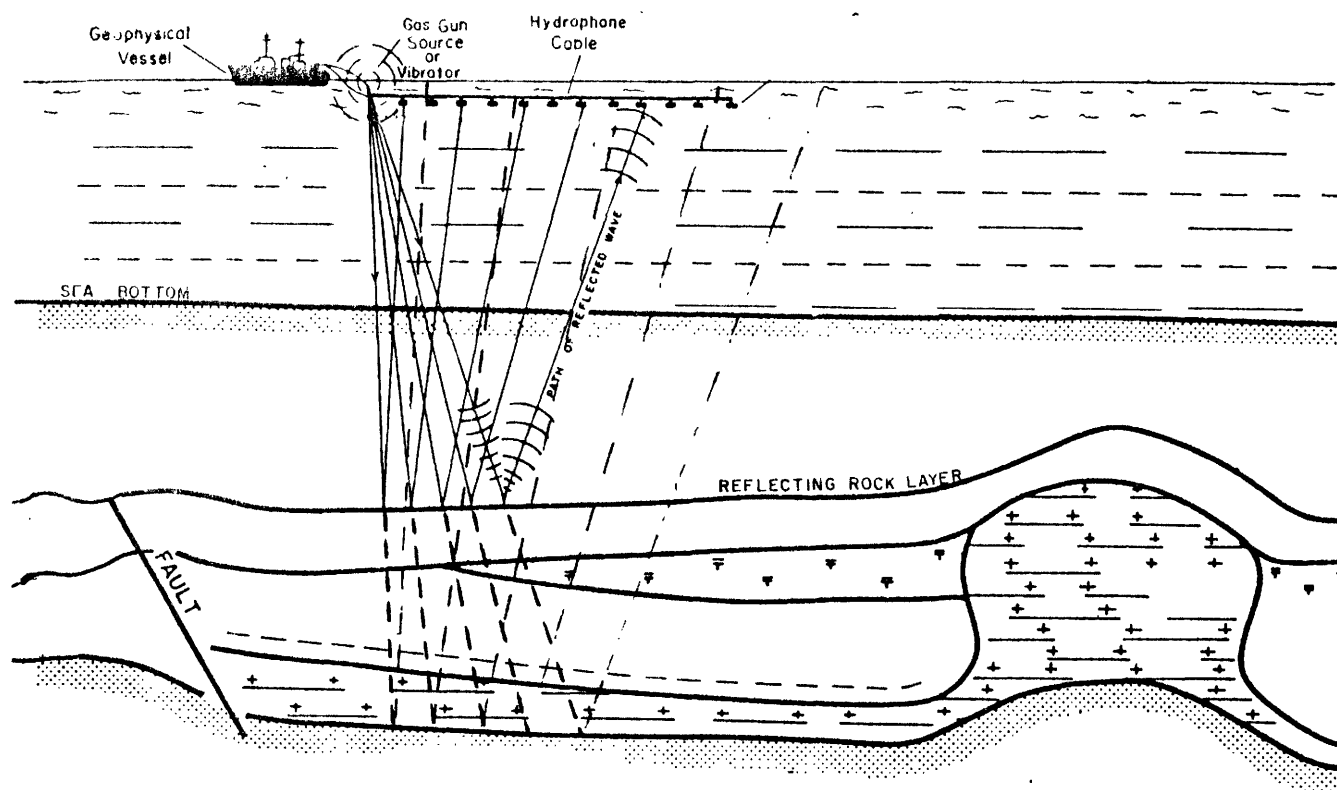 Geophysical
Vessel
Gas Gun
Source
or
Vibrator
Hydrophone
Cable
SEA BOTTOM
PATH OF REFLECTED WAVE
REFLECTING ROCK LAYER
FAULT